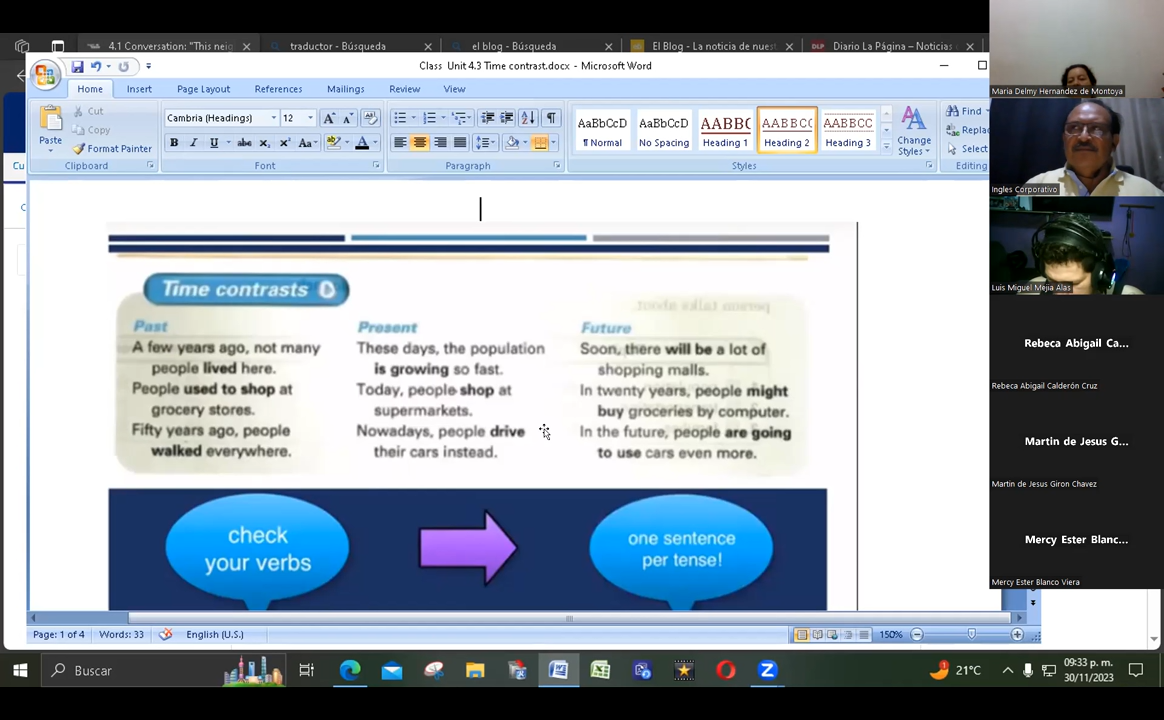 4.1 Conversation: "This neig
traductor - Búsqueda
el blog - Búsqueda
El Blog - La noticia de nuest
Diario La Página – Noticias
Class Unit 4.3 Time contrast.docx - Microsoft Word
Home
Insert
Page Layout
References
Mailings
Review
View
Paste
Cut
Copy
Format Painter
Clipboard
Cambria (Headings)
12
Font
Paragraph
AaBbCcD
¶ Normal
AaBbCcD
No Spacing
AABBC
Heading 1
AABBCC
Heading 2
AABBCC
Heading 3
Change
Styles
Styles
Find
Replac
Select
Editing
Cu
Time contrasts
Past
A few years ago, not many
people lived here.
People used to shop at
grocery stores.
Fifty years ago, people
walked everywhere.
Present
These days, the population
is growing so fast.
Today, people shop at
supermarkets.
Nowadays, people drive
their cars instead.
Future
Soon, there will be a lot of
shopping malls.
In twenty years, people might
buy groceries by computer.
In the future, people are going
to use cars even more.
check
your verbs
one sentence
per tense!
Page: 1 of 4
Words: 33
English (U.S.)
150%
Buscar
21°C
09:33 p. m.
30/11/2023
Maria Delmy Hernandez de Montoya
Ingles Corporativo
Luis Miguel Mejia Alas
Rebeca Abigail Ca...
Rebeca Abigail Calderón Cruz
Martin de Jesus G...
Martin de Jesus Giron Chavez
Mercy Ester Blanc...
Mercy Ester Blanco Viera